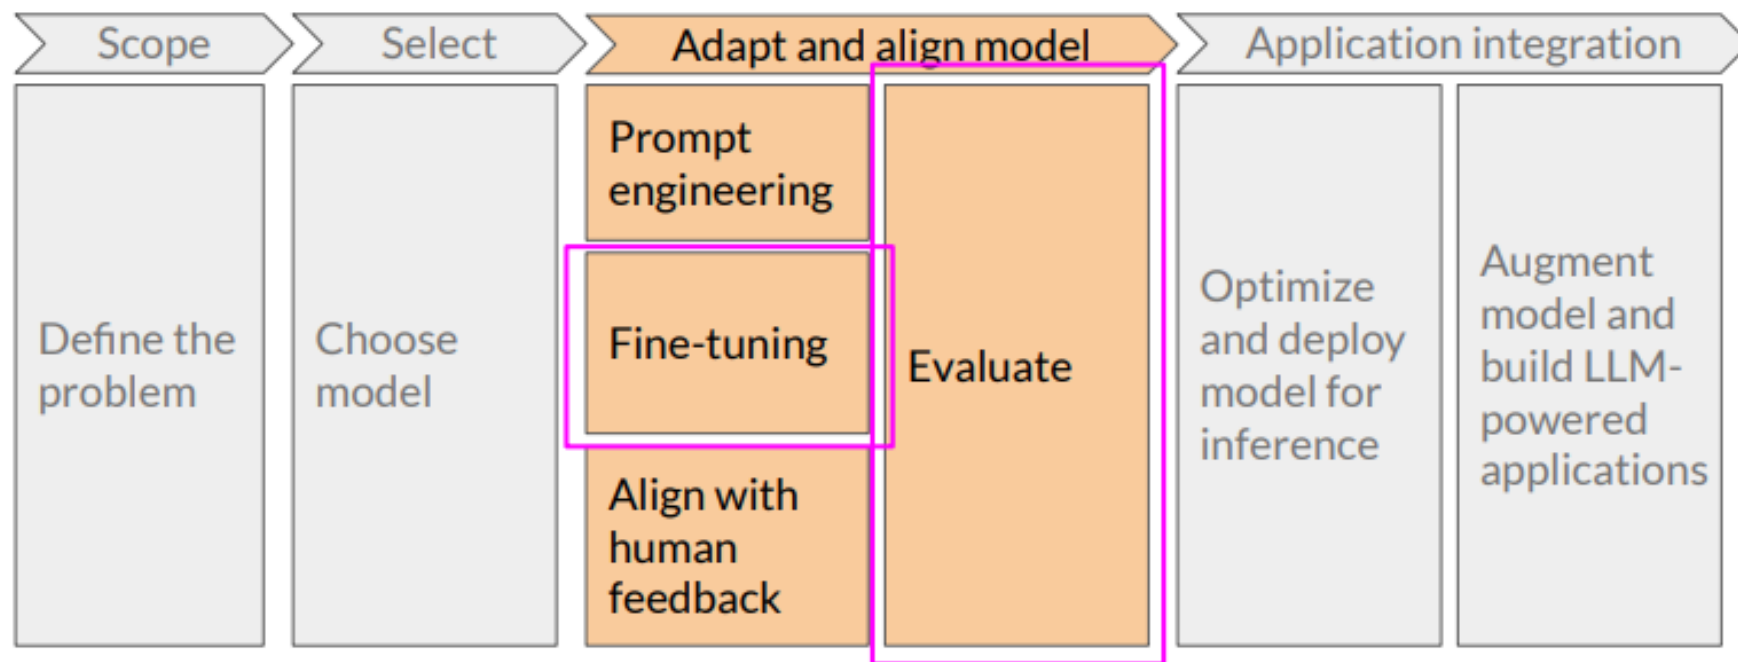 Scope
Select
Adapt and align model
Application integration
Define the
problem
Choose
model
Prompt
engineering
Fine-tuning
Align with
human
feedback
Evaluate
Optimize
and deploy
model for
inference
Augment
model and
build LLM-
powered
applications